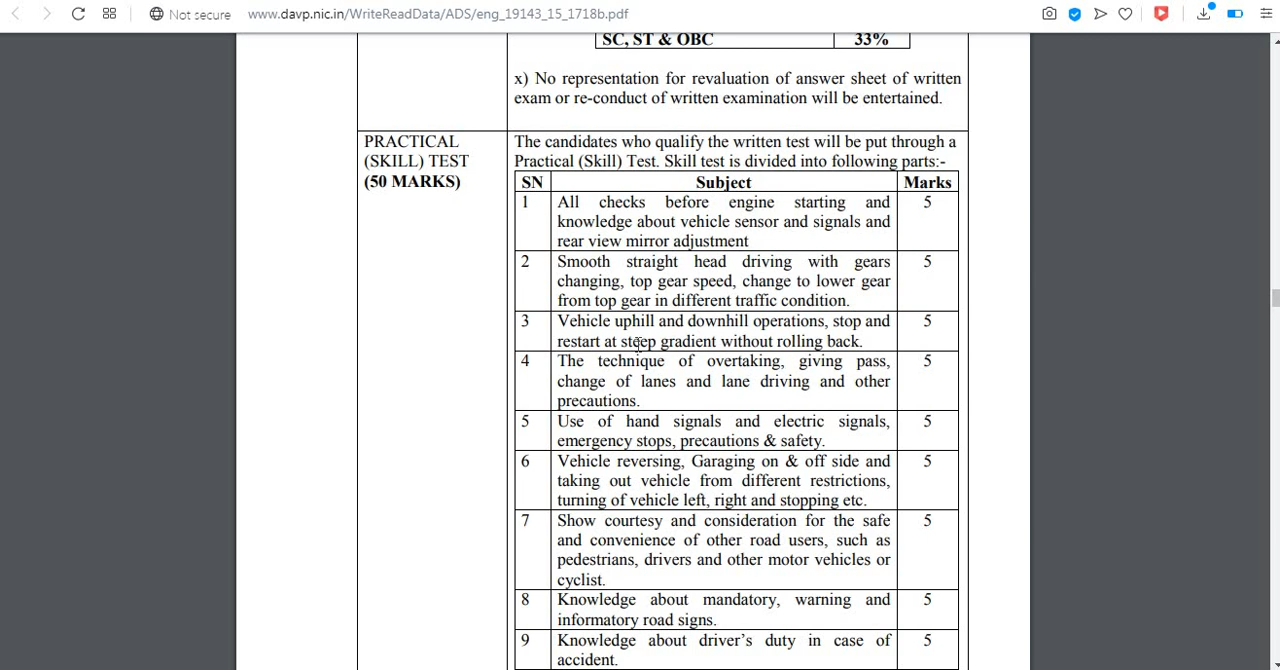 Not secure www.davp.nic.in/WriteReadData/ADS/eng_19143_15_1718b.pdf
SC, ST & OBC 33%
x) No representation for revaluation of answer sheet of written
exam or re-conduct of written examination will be entertained.
PRACTICAL
(SKILL) TEST
(50 MARKS)
The candidates who qualify the written test will be put through a
Practical (Skill) Test. Skill test is divided into following parts:-
SN Subject Marks
1 All checks before engine starting and 5
knowledge about vehicle sensor and signals and
rear view mirror adjustment
2 Smooth straight head driving with gears 5
changing, top gear speed, change to lower gear
from top gear in different traffic condition.
3 Vehicle uphill and downhill operations, stop and 5
restart at steep gradient without rolling back.
4 The technique of overtaking, giving pass, 5
change of lanes and lane driving and other
precautions.
5 Use of hand signals and electric signals, 5
emergency stops, precautions & safety.
6 Vehicle reversing, Garaging on & off side and 5
taking out vehicle from different restrictions,
turning of vehicle left, right and stopping etc.
7 Show courtesy and consideration for the safe 5
and convenience of other road users, such as
pedestrians, drivers and other motor vehicles or
cyclist.
8 Knowledge about mandatory, warning and 5
informatory road signs.
9 Knowledge about driver's duty in case of 5
accident.